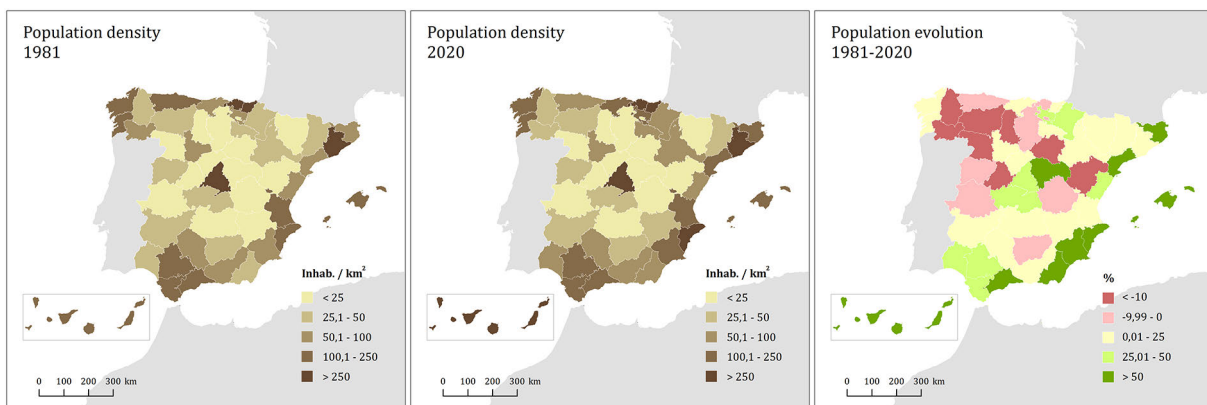 Population density
1981
Inhab. / km²
< 25
25,1 - 50
50,1 - 100
100,1 - 250
> 250
0 100 200 300 km
Population density
2020
Inhab. / km²
< 25
25,1 - 50
50,1 - 100
100,1 - 250
> 250
0 100 200 300 km
Population evolution
1981-2020
%
< -10
-9,99 - 0
0,01 - 25
25,01 - 50
> 50
0 100 200 300 km